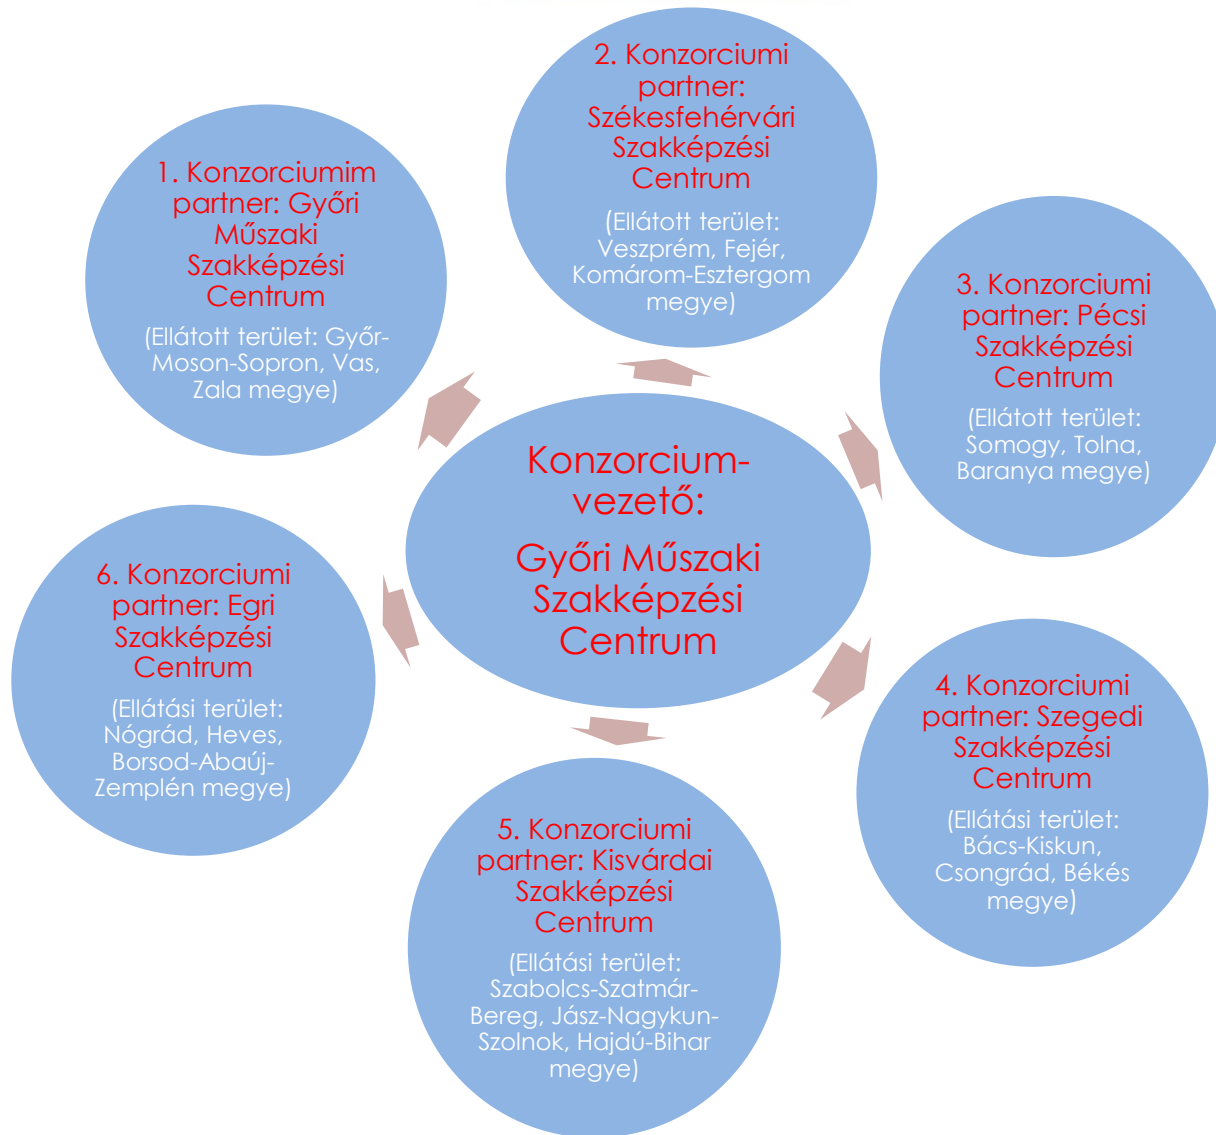 2. Konzorciumi
partner:
Székesfehérvári
Szakképzési
Centrum
(Ellátott terület:
Veszprém, Fejér,
Komárom-Esztergom
megye)
1. Konzorciumim
partner: Győri
Műszaki
Szakképzési
Centrum
(Ellátott terület: Győr-
Moson-Sopron, Vas,
Zala megye)
3. Konzorciumi
partner: Pécsi
Szakképzési
Centrum
(Ellátott terület:
Somogy, Tolna,
Baranya megye)
Konzorcium-
vezető:
Győri Műszaki
Szakképzési
Centrum
6. Konzorciumi
partner: Egri
Szakképzési
Centrum
(Ellátási terület:
Nógrád, Heves,
Borsod-Abaúj-
Zemplén megye)
4. Konzorciumi
partner: Szegedi
Szakképzési
Centrum
(Ellátási terület:
Bács-Kiskun,
Csongrád, Békés
megye)
5. Konzorciumi
partner: Kisvárdai
Szakképzési
Centrum
(Ellátási terület:
Szabolcs-Szatmár-
Bereg, Jász-Nagykun-
Szolnok, Hajdú-Bihar
megye)